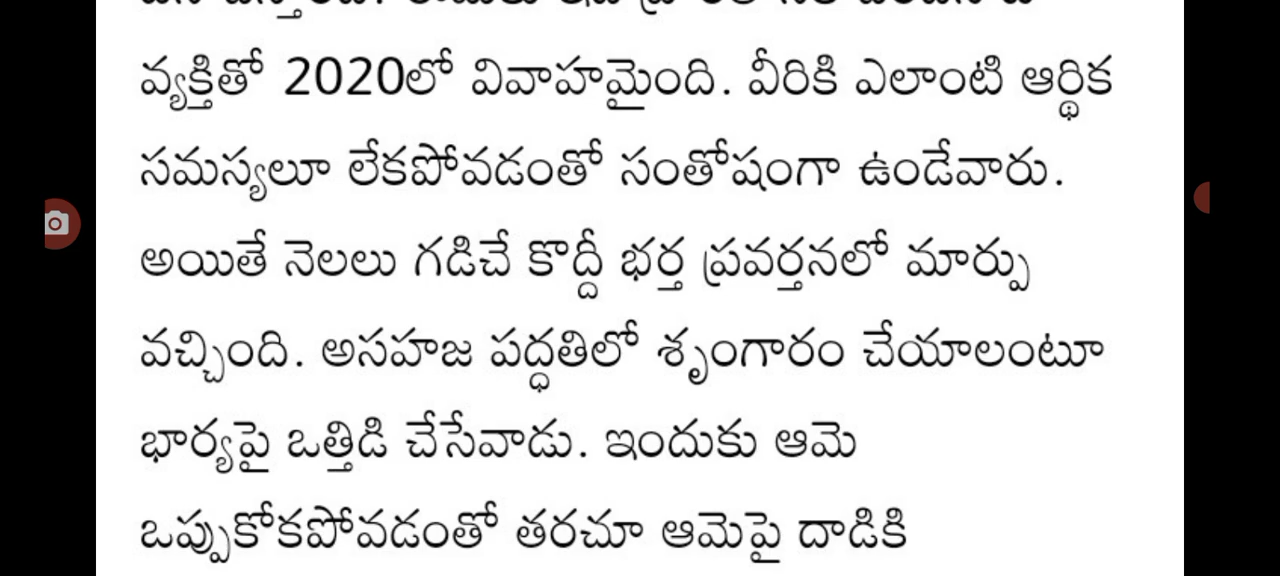 వ్యక్తితో 2020లో వివాహమైంది. వీరికి ఎలాంటి ఆర్థిక
సమస్యలూ లేకపోవడంతో సంతోషంగా ఉండేవారు.
అయితే నెలలు గడిచే కొద్దీ భర్త ప్రవర్తనలో మార్పు
వచ్చింది. అసహజ పద్ధతిలో శృంగారం చేయాలంటూ
భార్యపై ఒత్తిడి చేసేవాడు. ఇందుకు ఆమె
ఒప్పుకోకపోవడంతో తరచూ ఆమెపై దాడికి